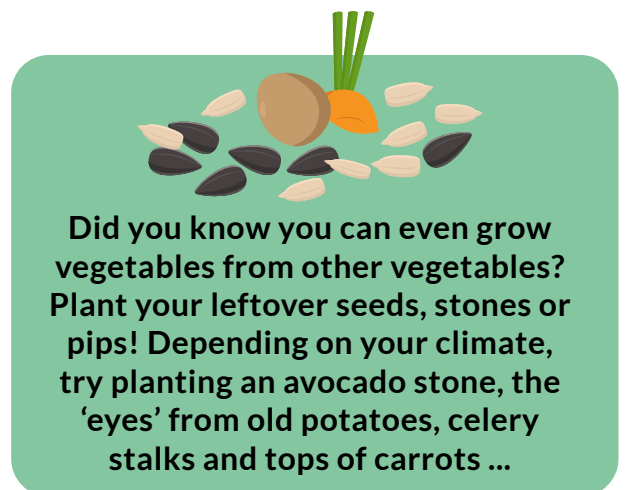 Did you know you can even grow
vegetables from other vegetables?
Plant your leftover seeds, stones or
pips! Depending on your climate,
try planting an avocado stone, the
‘eyes’ from old potatoes, celery
stalks and tops of carrots ...